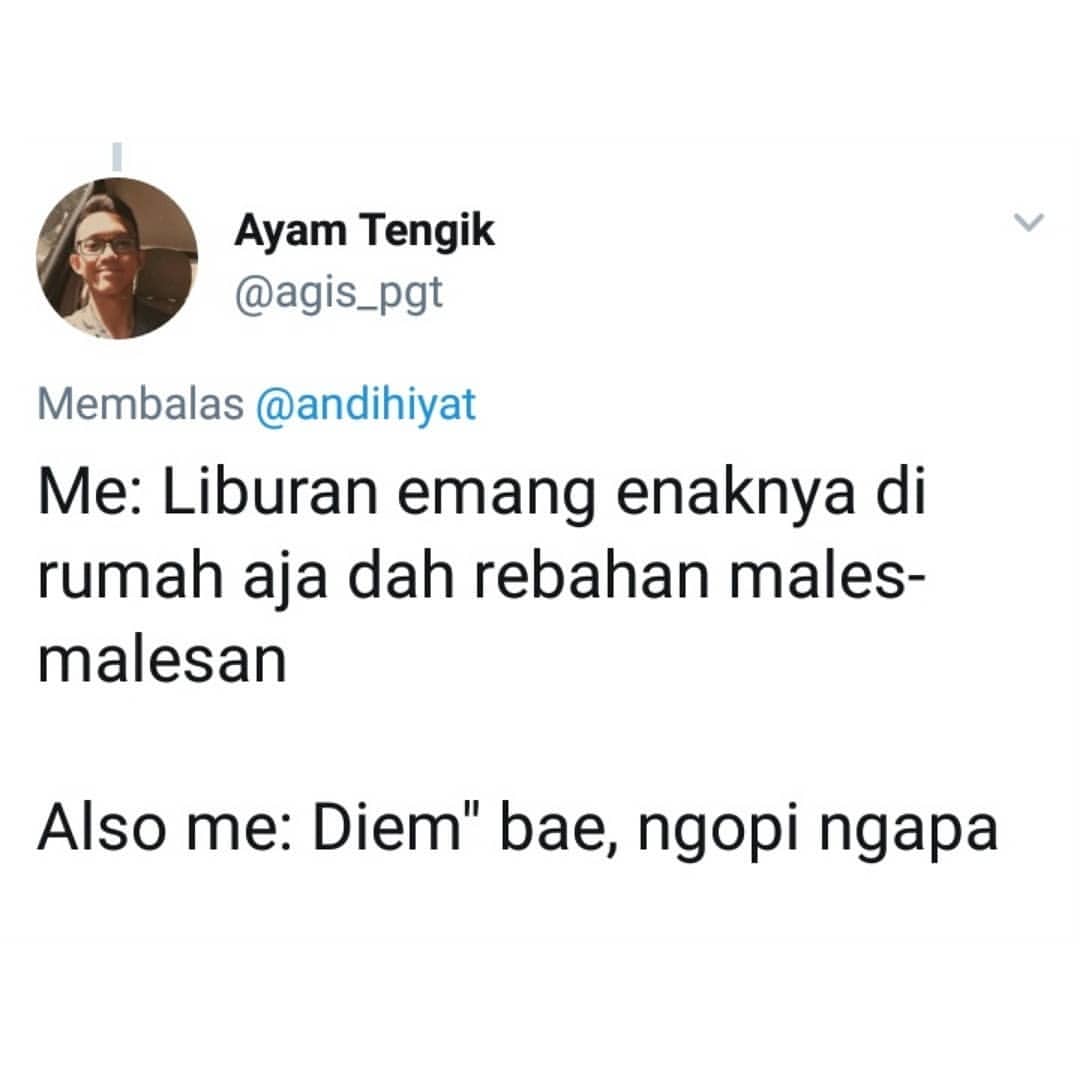 Ayam Tengik
@agis_pgt
Membalas @andihiyat
Me: Liburan emang enaknya di
rumah aja dah rebahan males-
malesan
Also me: Diem" bae, ngopi ngapa